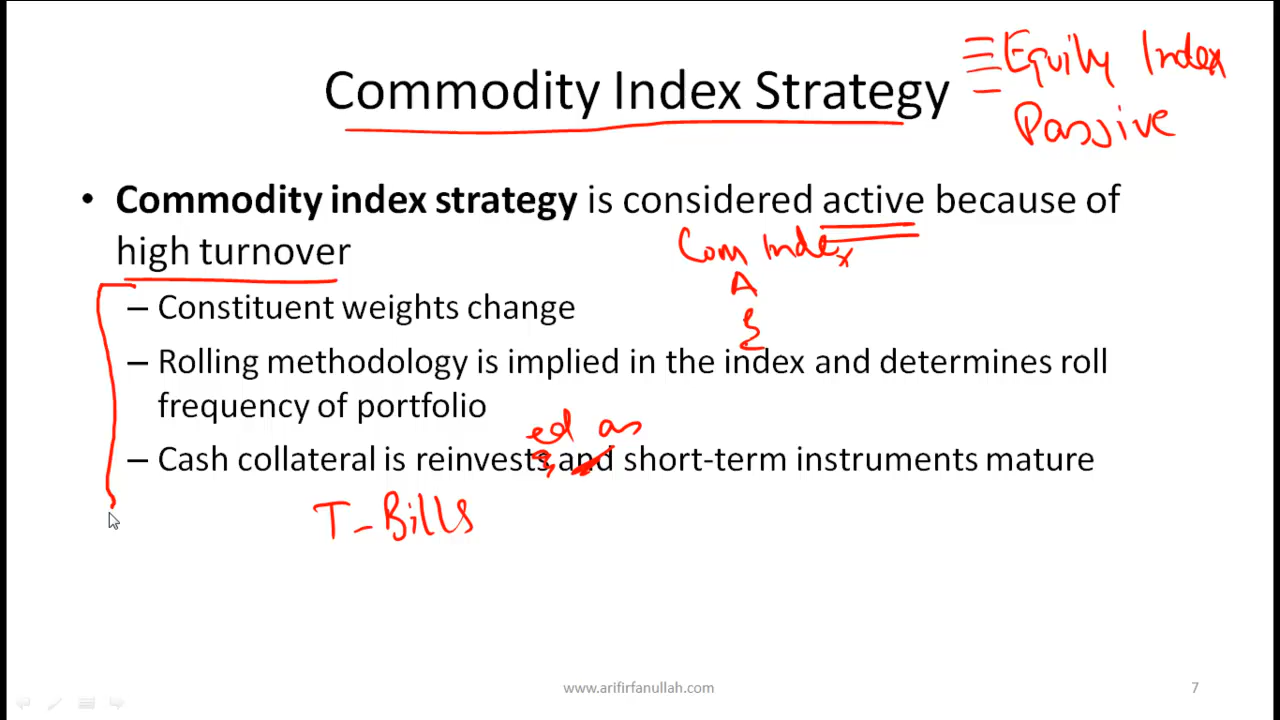 Commodity Index Strategy
Equity Index
Passive
• Commodity index strategy is considered active because of
high turnover
Com Index
A
– Constituent weights change
– Rolling methodology is implied in the index and determines roll
frequency of portfolio
ed as
– Cash collateral is reinvests and short-term instruments mature
T-Bills
www.arifirfanullah.com
7